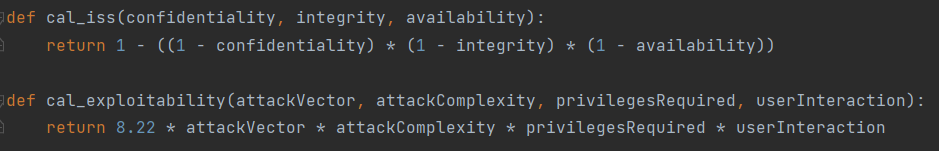 def cal_iss(confidentiality, integrity, availability):
    return 1 - ((1 - confidentiality) * (1 - integrity) * (1 - availability))
def cal_exploitability(attackVector, attackComplexity, privilegesRequired, userInteraction):
    return 8.22 * attackVector * attackComplexity * privilegesRequired * userInteraction